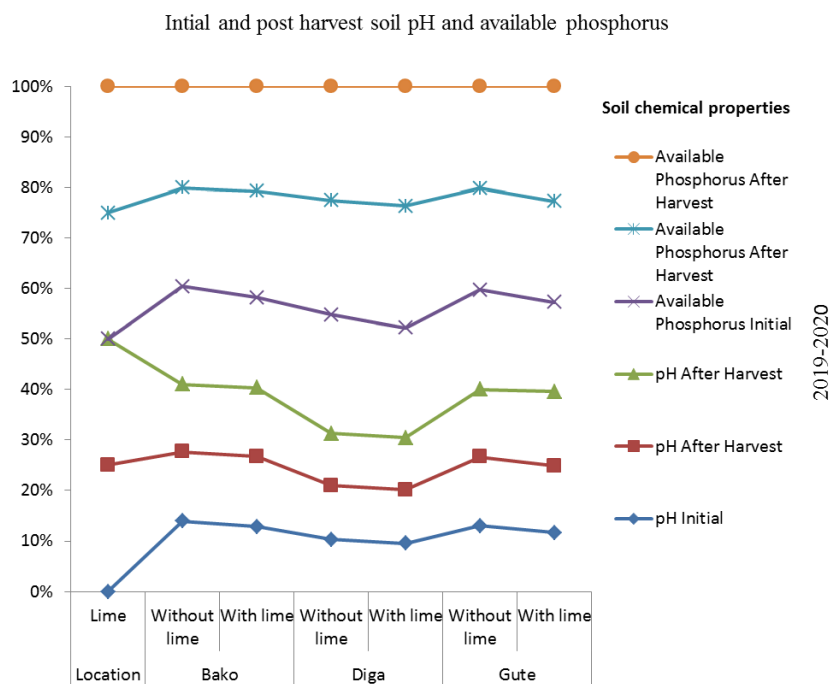 Intial and post harvest soil pH and available phosphorus
100%
90%
80%
70%
60%
50%
40%
30%
20%
10%
0%
Lime
Without
lime
With lime
Without
lime
With lime
Without
lime
With lime
Location
Bako
Diga
Gute
Soil chemical properties
Available
Phosphorus After
Harvest
Available
Phosphorus After
Harvest
Available
Phosphorus Initial
pH After Harvest
pH After Harvest
pH Initial
2019-2020